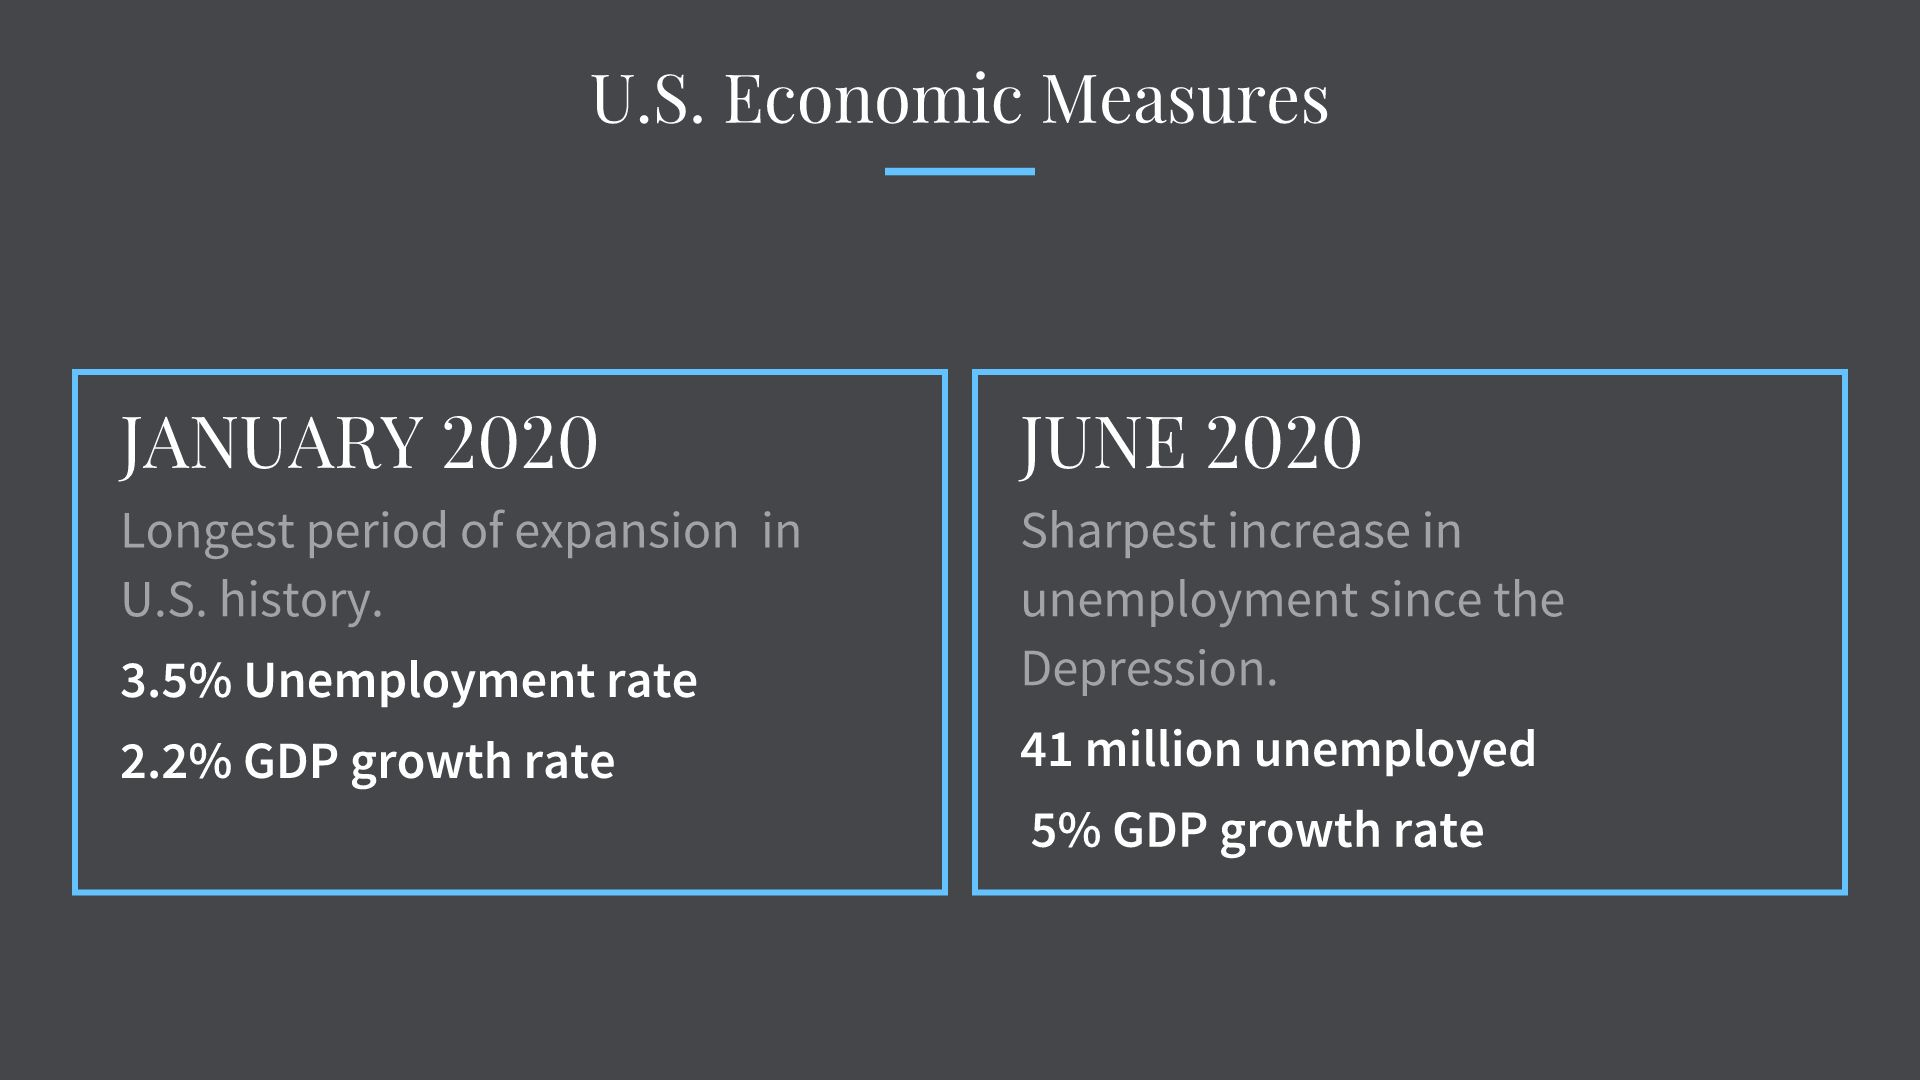 U.S. Economic Measures
JANUARY 2020
Longest period of expansion  in
U.S. history.
3.5% Unemployment rate
2.2% GDP growth rate
JUNE 2020
Sharpest increase in
unemployment since the
Depression.
41 million unemployed
5% GDP growth rate